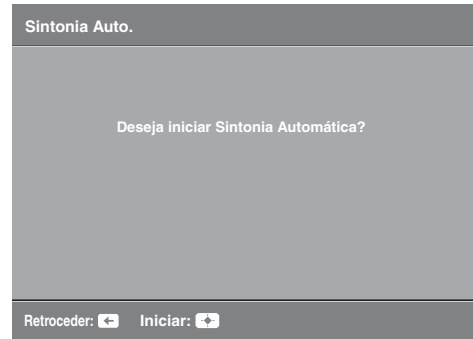 Sintonia Auto.
Deseja iniciar Sintonia Automática?
Retroceder: Iniciar: